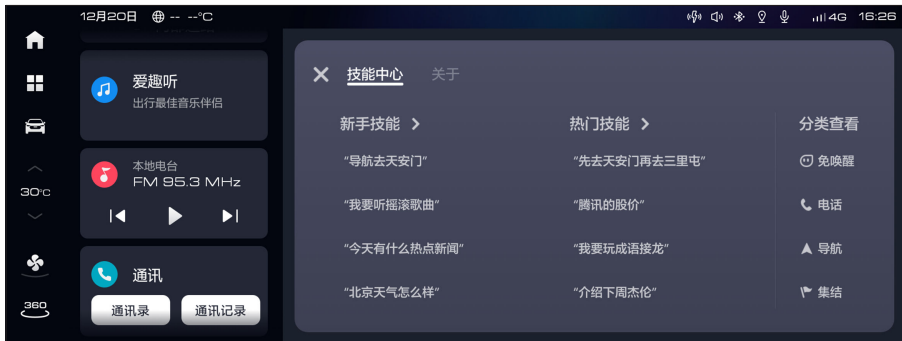 12月20日 -- --°C
4G 16:26
爱趣听
出行最佳音乐伴侣
本地电台
FM 95.3 MHz
30°C
通讯
通讯录 通讯记录
360
技能中心 关于
新手技能 热门技能 分类查看
“导航去天安门” “先去天安门再去三里屯” 免唤醒
“我要听摇滚歌曲” “腾讯的股价” 电话
“今天有什么热点新闻” “我要玩成语接龙” 导航
“北京天气怎么样” “介绍下周杰伦” 集结